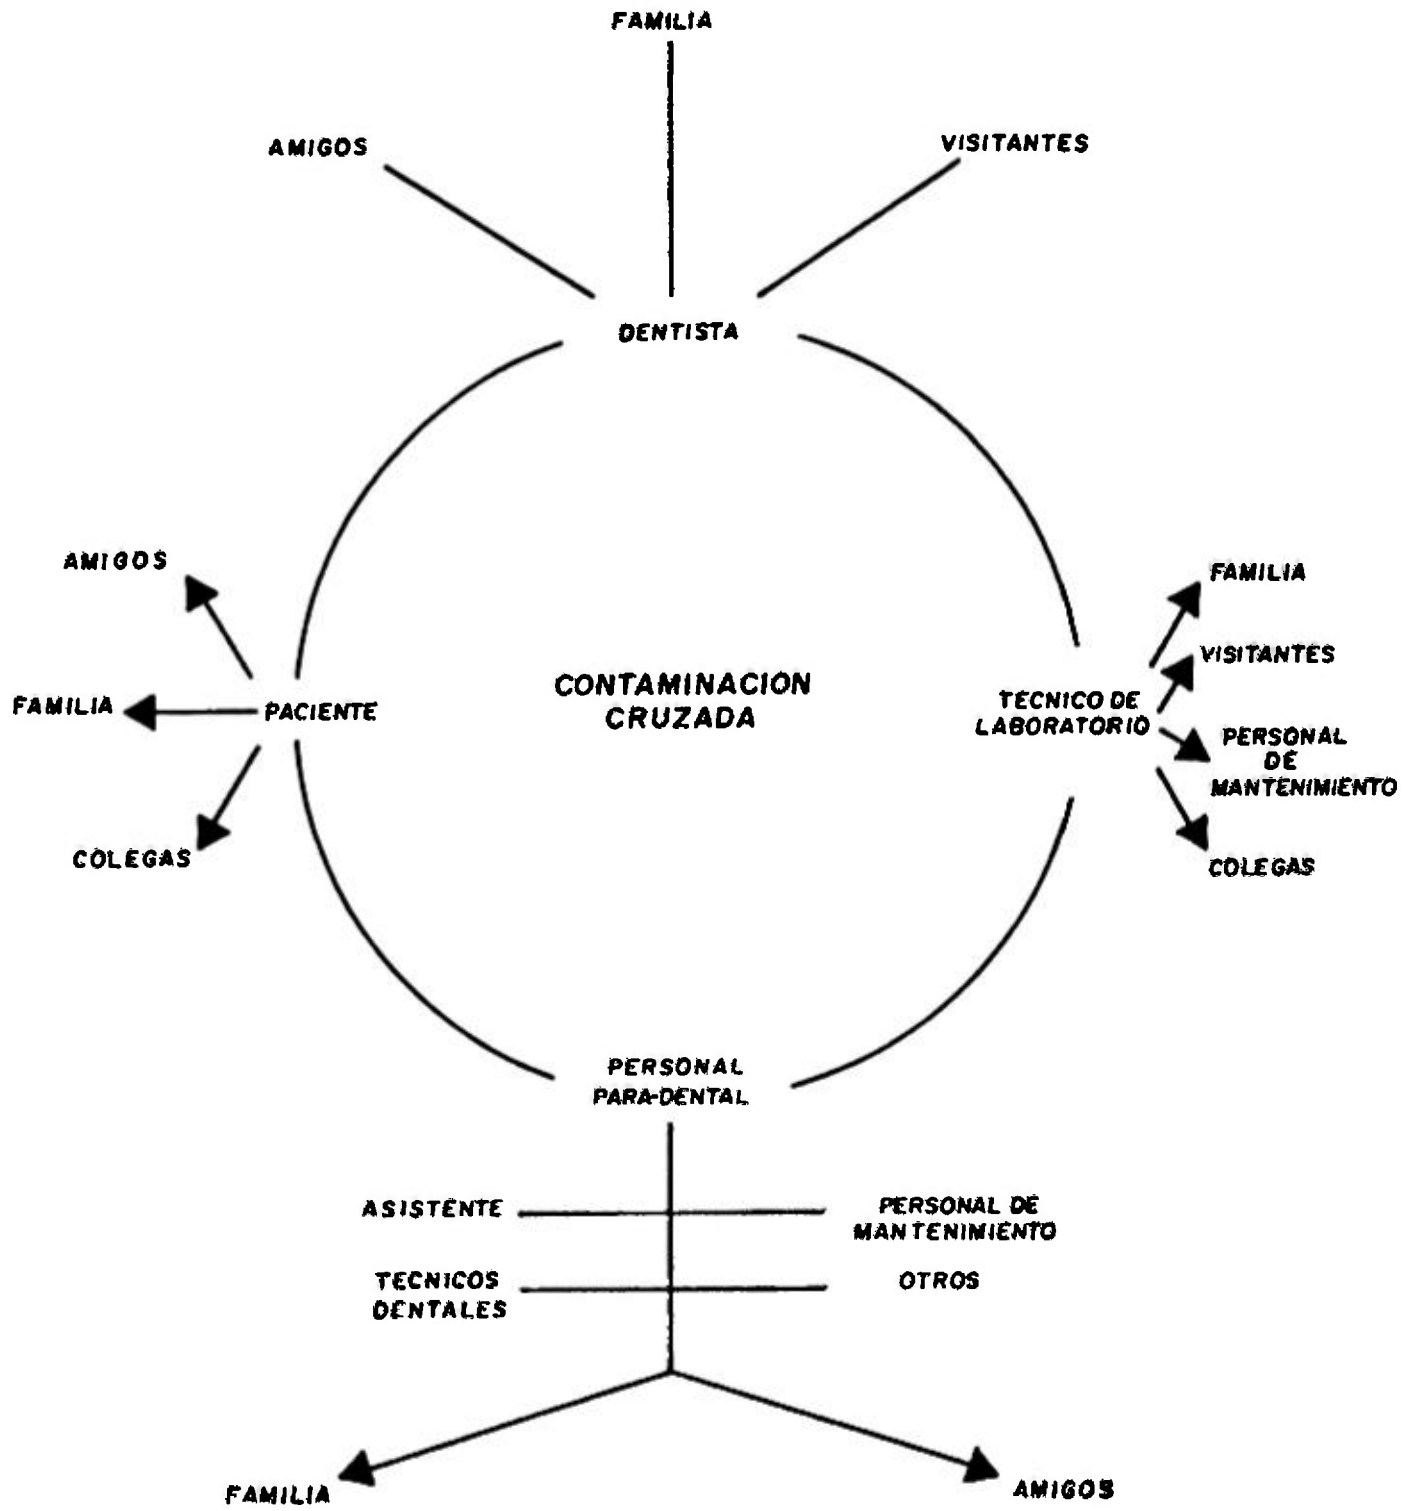 FAMILIA
AMIGOS
VISITANTES
DENTISTA
AMIGOS
FAMILIA
PACIENTE
COLEGAS
CONTAMINACION
CRUZADA
TECNICO DE
LABORATORIO
FAMILIA
VISITANTES
PERSONAL
DE
MANTENIMIENTO
COLEGAS
PERSONAL
PARA-DENTAL
ASISTENTE
PERSONAL DE
MANTENIMIENTO
TECNICOS
DENTALES
OTROS
FAMILIA
AMIGOS